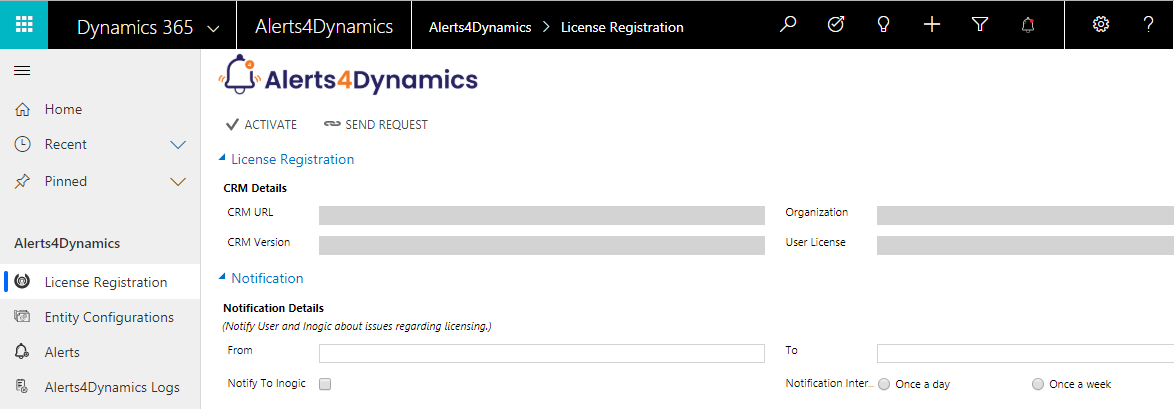 Dynamics 365 Alerts4Dynamics Alerts4Dynamics > License Registration ?
Alerts4Dynamics
Home
Recent
Pinned
Alerts4Dynamics
License Registration
Entity Configurations
Alerts
Alerts4Dynamics Logs
ACTIVATE SEND REQUEST
License Registration
CRM Details
CRM URL Organization
CRM Version User License
Notification
Notification Details
(Notify User and Inogic about issues regarding licensing.)
From To
Notify To Inogic Notification Inter... Once a day Once a week